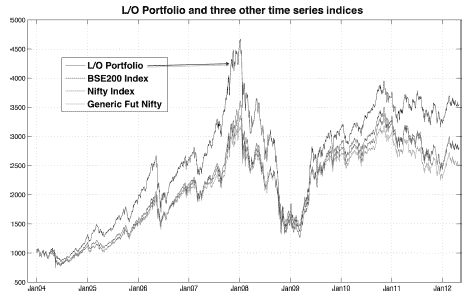 L/O Portfolio and three other time series indices
5000
4500
4000
3500
3000
2500
2000
1500
1000
500
L/O Portfolio
BSE200 Index
Nifty Index
Generic Fut Nifty
Jan04 Jan05 Jan06 Jan07 Jan08 Jan09 Jan10 Jan11 Jan12